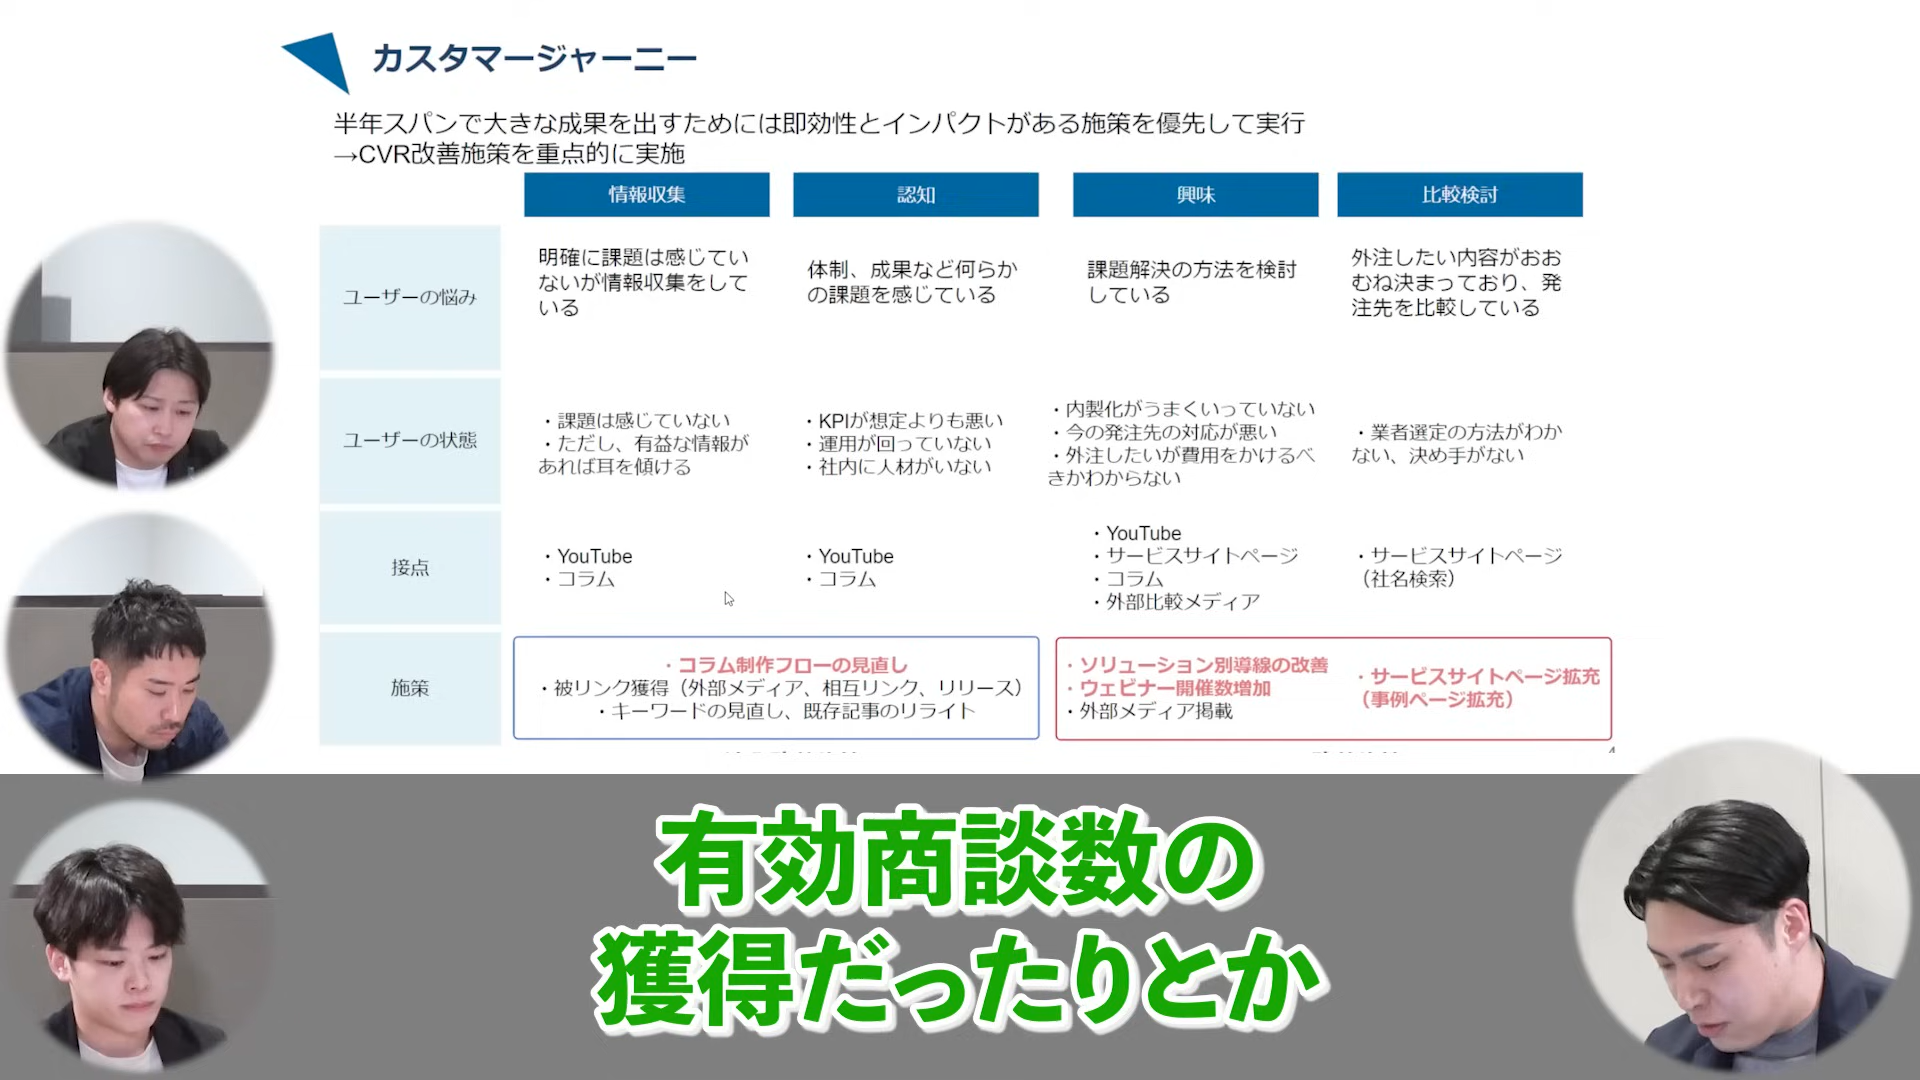 カスタマージャーニー
半年スパンで大きな成果を出すためには即効性とインパクトがある施策を優先して実行
→CVR改善施策を重点的に実施
情報収集
認知
興味
比較検討
ユーザーの悩み
明確に課題は感じてい
ないが情報収集をして
いる
体制、成果など何らか
の課題を感じている
課題解決の方法を検討
している
外注したい内容がおお
むね決まっており、発
注先を比較している
ユーザーの状態
・課題は感じていない
・ただし、有益な情報が
あれば耳を傾ける
・KPIが想定よりも悪い
・運用が回っていない
・社内に人材がいない
・内製化がうまくいっていない
・今の発注先の対応が悪い
・外注したいが費用をかけるべ
きかわからない
・業者選定の方法がわか
ない、決め手がない
接点
・YouTube
・コラム
・YouTube
・コラム
・YouTube
・サービスサイトページ
・コラム
・外部比較メディア
・サービスサイトページ
（社名検索）
施策
・コラム制作フローの見直し
・被リンク獲得（外部メディア、相互リンク、リリース）
・キーワードの見直し、既存記事のリライト
・ソリューション別導線の改善
・ウェビナー開催数増加
・外部メディア掲載
・サービスサイトページ拡充
（事例ページ拡充）
有効商談数の
獲得だったりとか